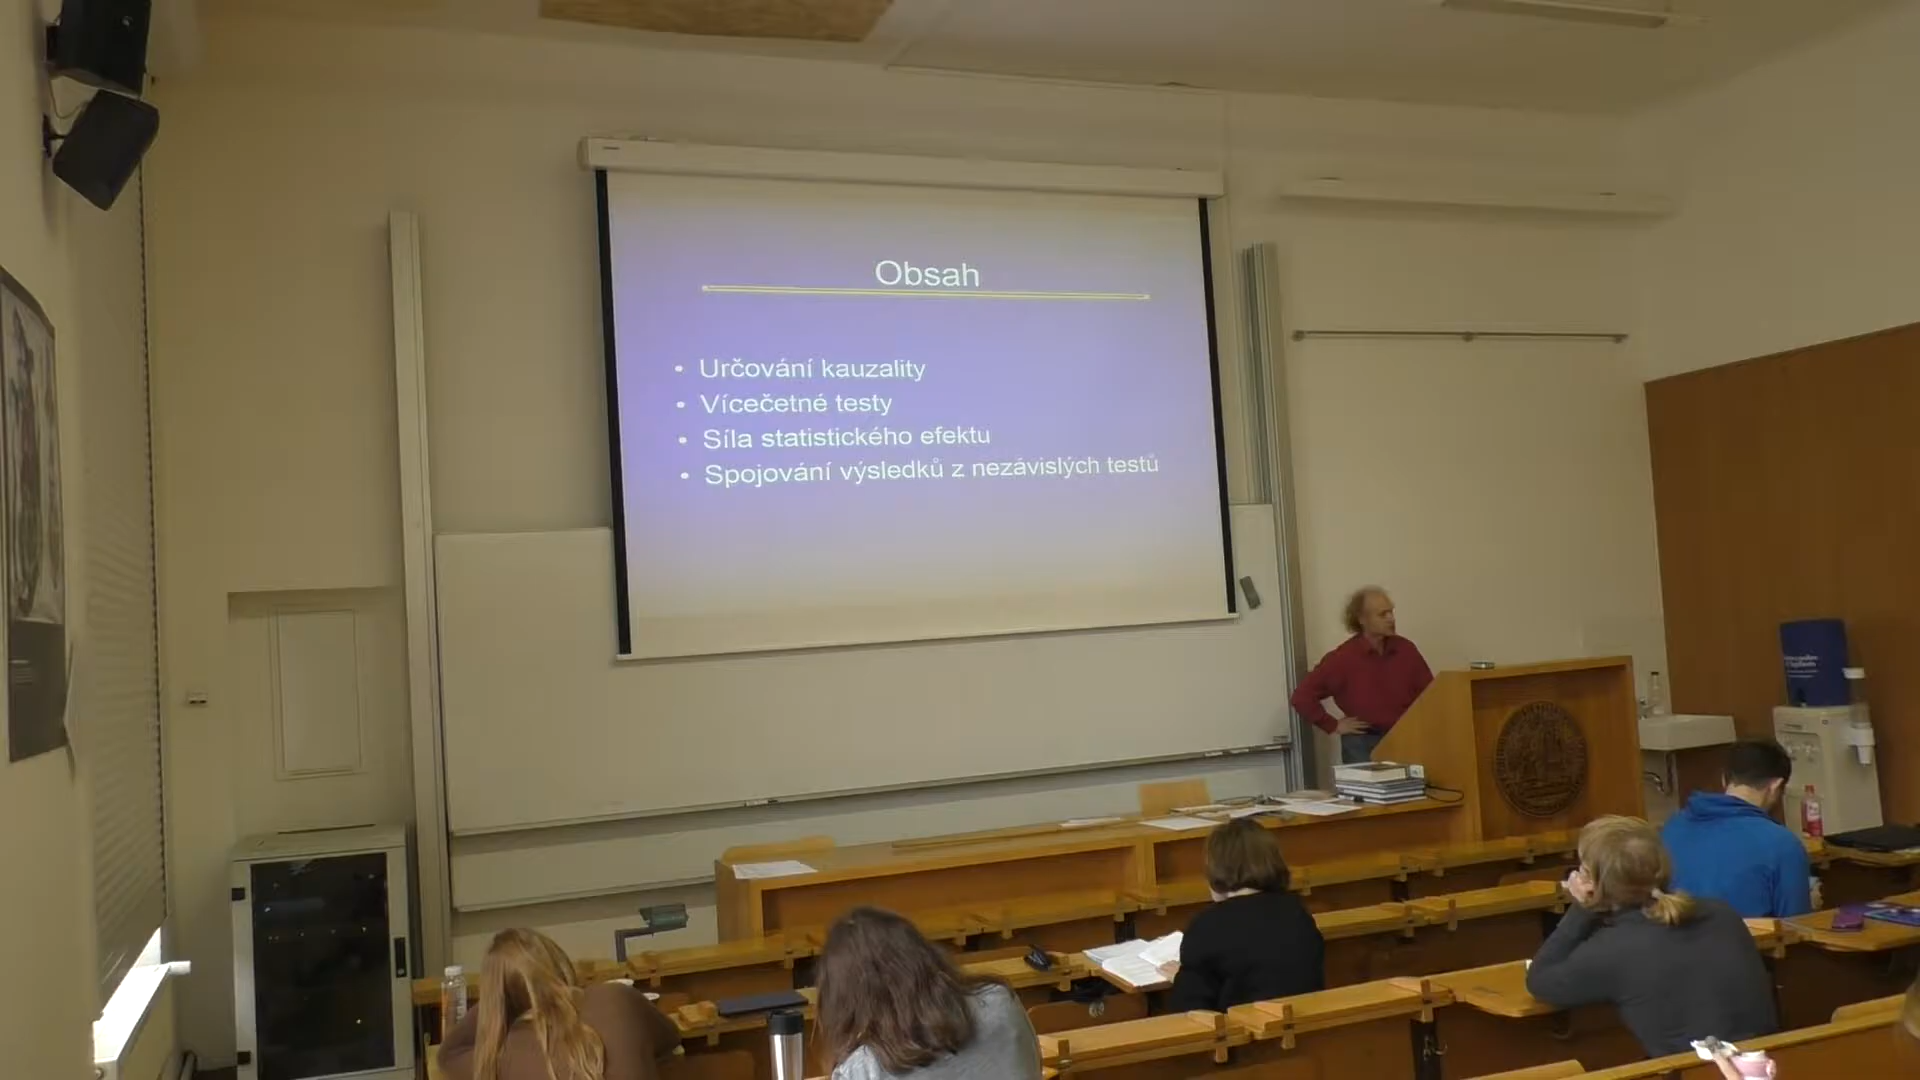 Obsah
• Určování kauzality
• Vícečetné testy
• Síla statistického efektu
• Spojování výsledků z nezávislých testů